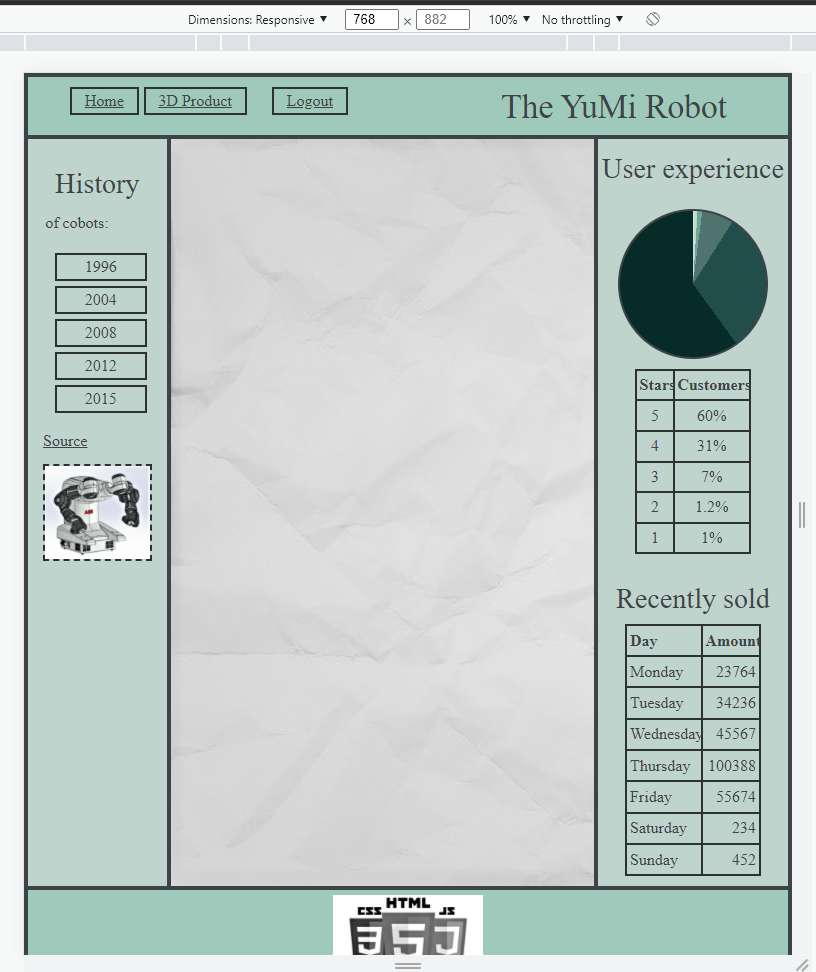 Dimensions: Responsive ▼ 768 × 882 100% ▼ No throttling ▼
Home 3D Product Logout The YuMi Robot
History
of cobots:
1996
2004
2008
2012
2015
Source
ABB
User experience
Stars Customers
5 60%
4 31%
3 7%
2 1.2%
1 1%
Recently sold
Day Amount
Monday 23764
Tuesday 34236
Wednesday 45567
Thursday 100388
Friday 55674
Saturday 234
Sunday 452
CSS HTML JS
3 5 J